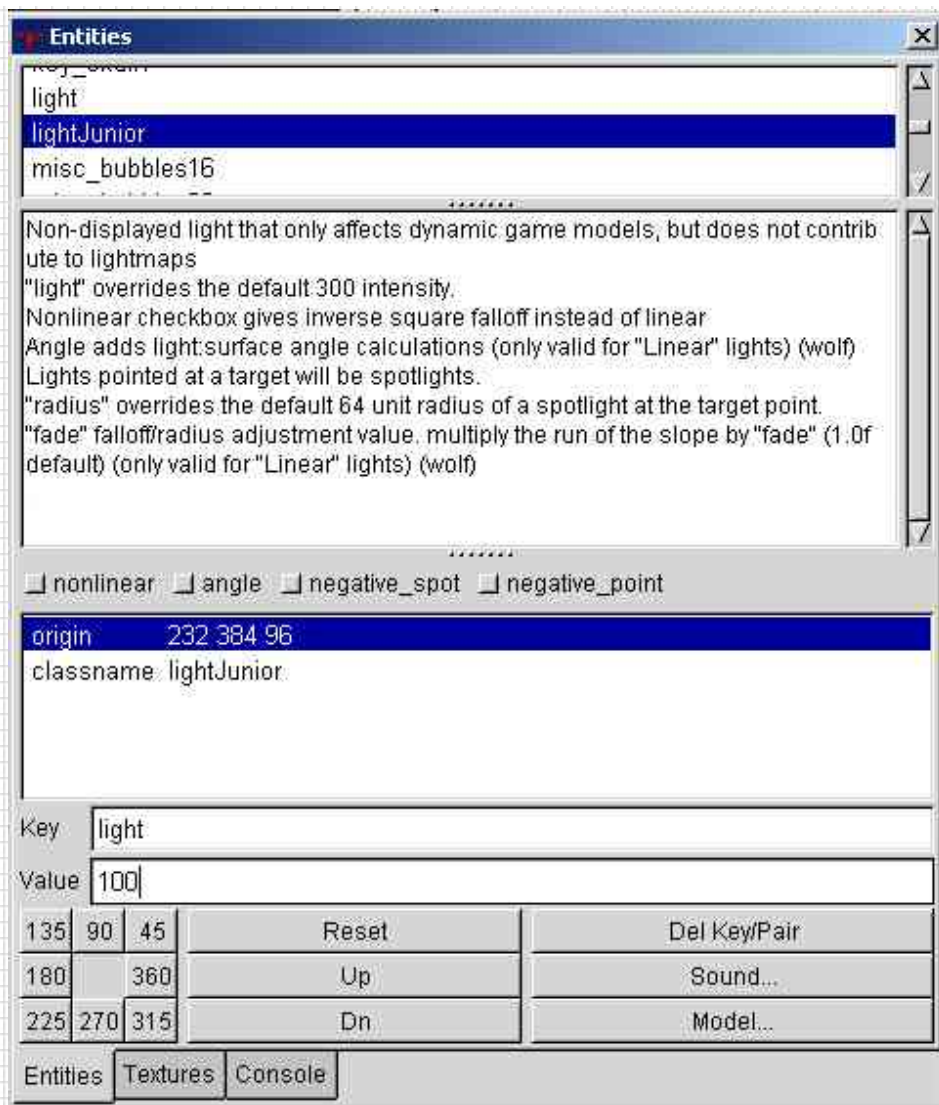 Entities
light
lightJunior
misc_bubbles16
Non-displayed light that only affects dynamic game models, but does not contrib
ute to lightmaps
"light" overrides the default 300 intensity.
Nonlinear checkbox gives inverse square falloff instead of linear
Angle adds light:surface angle calculations (only valid for "Linear" lights) (wolf)
Lights pointed at a target will be spotlights.
"radius" overrides the default 64 unit radius of a spotlight at the target point.
"fade" falloff/radius adjustment value. multiply the run of the slope by "fade" (1.0f
default) (only valid for "Linear" lights) (wolf)
nonlinear angle negative_spot negative_point
origin 232 384 96
classname lightJunior
Key light
Value 100
135 90 45 Reset Del Key/Pair
180 360 Up Sound...
225 270 315 Dn Model...
Entities Textures Console